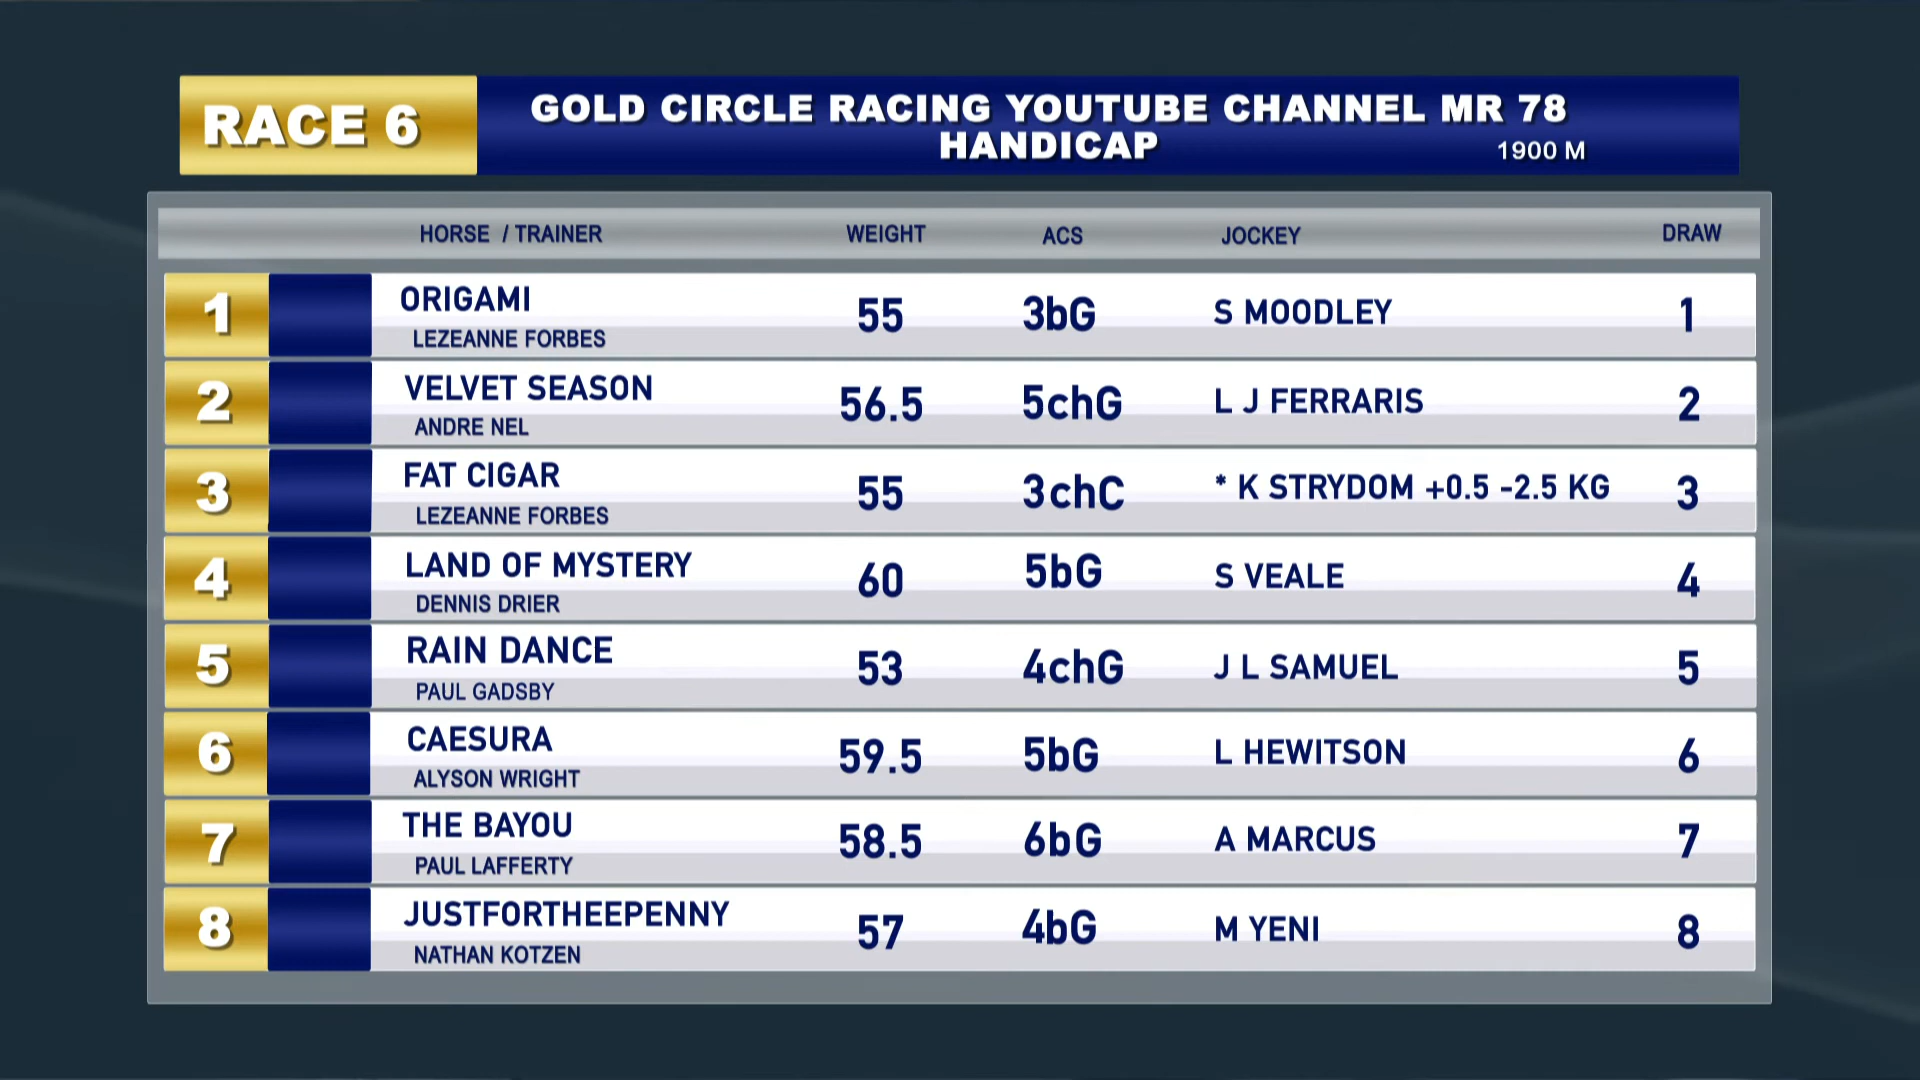 RACE 6
GOLD CIRCLE RACING YOUTUBE CHANNEL MR 78
HANDICAP
1900 M
HORSE / TRAINER WEIGHT ACS JOCKEY DRAW
1 ORIGAMI 55 3bG S MOODLEY 1
LEZEANNE FORBES
2 VELVET SEASON 56.5 5chG L J FERRARIS 2
ANDRE NEL
3 FAT CIGAR 55 3chC * K STRYDOM +0.5 -2.5 KG 3
LEZEANNE FORBES
4 LAND OF MYSTERY 60 5bG S VEALE 4
DENNIS DRIER
5 RAIN DANCE 53 4chG J L SAMUEL 5
PAUL GADSBY
6 CAESURA 59.5 5bG L HEWITSON 6
ALYSON WRIGHT
7 THE BAYOU 58.5 6bG A MARCUS 7
PAUL LAFFERTY
8 JUSTFORTHEEPENNY 57 4bG M YENI 8
NATHAN KOTZEN